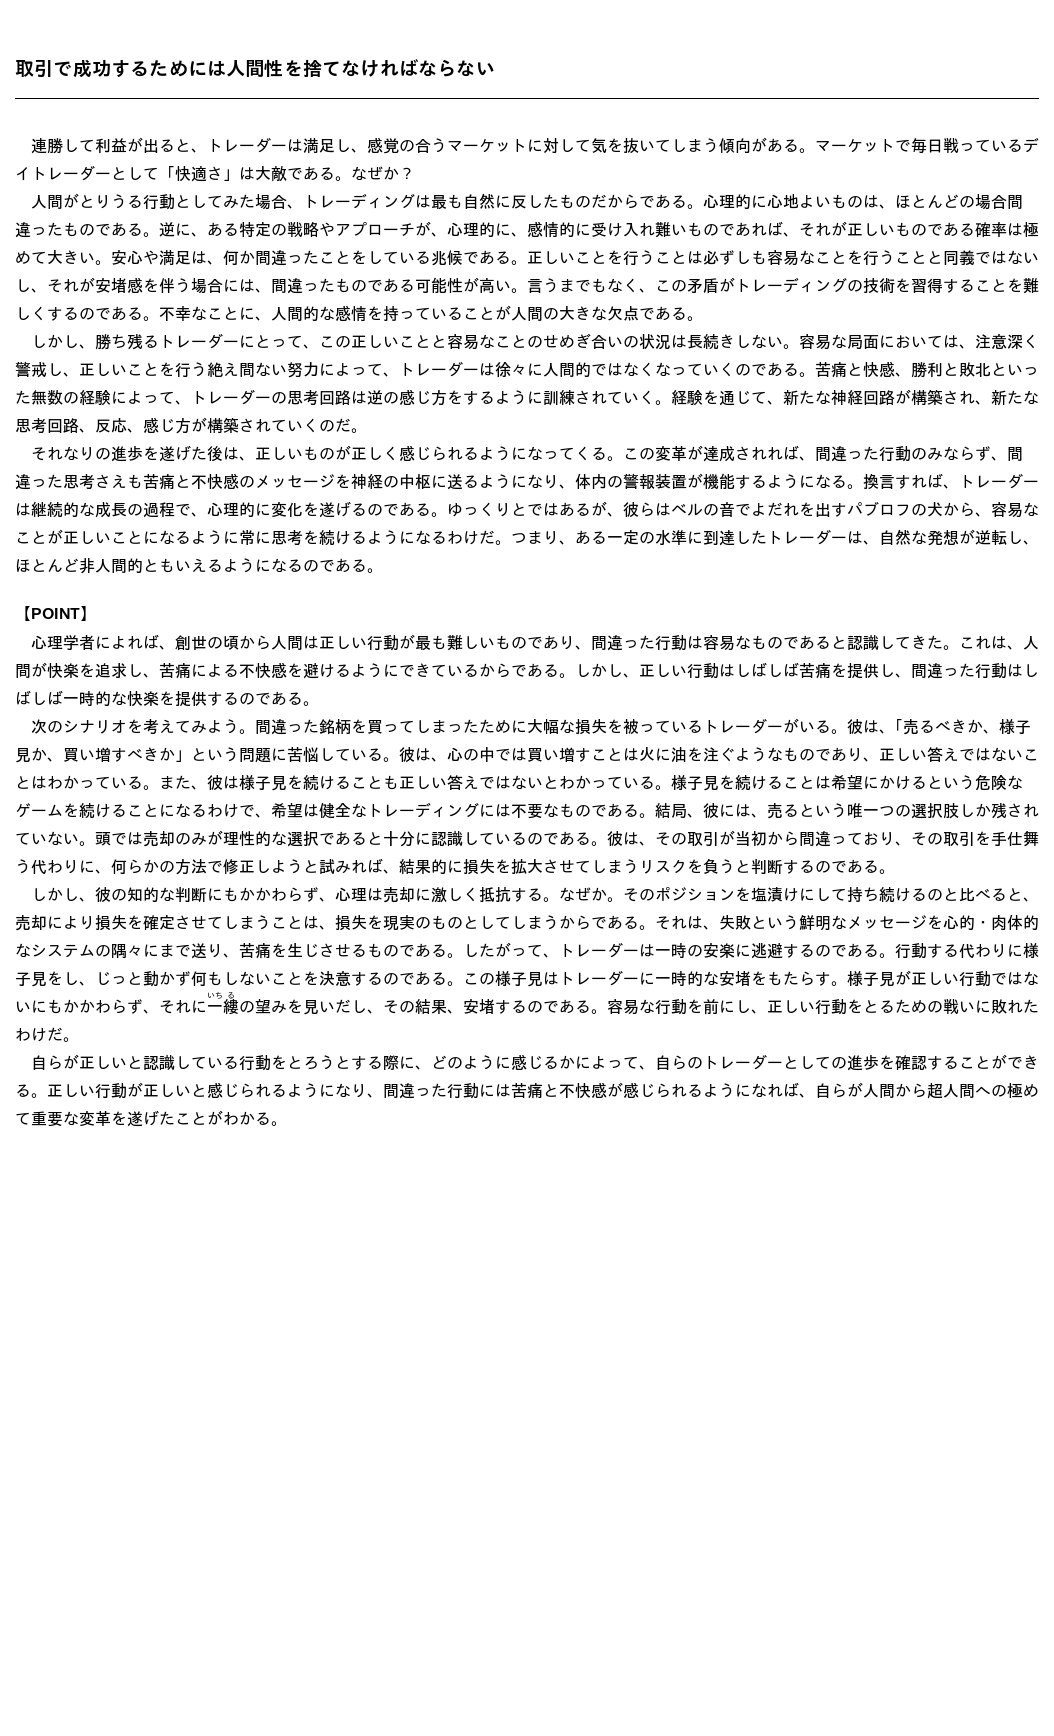 取引で成功するためには人間性を捨てなければならない
　連勝して利益が出ると、トレーダーは満足し、感覚の合うマーケットに対して気を抜いてしまう傾向がある。マーケットで毎日戦っているデ
イトレーダーとして「快適さ」は大敵である。なぜか？
　人間がとりうる行動としてみた場合、トレーディングは最も自然に反したものだからである。心理的に心地よいものは、ほとんどの場合間
違ったものである。逆に、ある特定の戦略やアプローチが、心理的に、感情的に受け入れ難いものであれば、それが正しいものである確率は極
めて大きい。安心や満足は、何か間違ったことをしている兆候である。正しいことを行うことは必ずしも容易なことを行うことと同義ではない
し、それが安堵感を伴う場合には、間違ったものである可能性が高い。言うまでもなく、この矛盾がトレーディングの技術を習得することを難
しくするのである。不幸なことに、人間的な感情を持っていることが人間の大きな欠点である。
　しかし、勝ち残るトレーダーにとって、この正しいことと容易なことのせめぎ合いの状況は長続きしない。容易な局面においては、注意深く
警戒し、正しいことを行う絶え間ない努力によって、トレーダーは徐々に人間的ではなくなっていくのである。苦痛と快感、勝利と敗北といっ
た無数の経験によって、トレーダーの思考回路は逆の感じ方をするように訓練されていく。経験を通じて、新たな神経回路が構築され、新たな
思考回路、反応、感じ方が構築されていくのだ。
　それなりの進歩を遂げた後は、正しいものが正しく感じられるようになってくる。この変革が達成されれば、間違った行動のみならず、間
違った思考さえも苦痛と不快感のメッセージを神経の中枢に送るようになり、体内の警報装置が機能するようになる。換言すれば、トレーダー
は継続的な成長の過程で、心理的に変化を遂げるのである。ゆっくりとではあるが、彼らはベルの音でよだれを出すパブロフの犬から、容易な
ことが正しいことになるように常に思考を続けるようになるわけだ。つまり、ある一定の水準に到達したトレーダーは、自然な発想が逆転し、
ほとんど非人間的ともいえるようになるのである。
【POINT】
　心理学者によれば、創世の頃から人間は正しい行動が最も難しいものであり、間違った行動は容易なものであると認識してきた。これは、人
間が快楽を追求し、苦痛による不快感を避けるようにできているからである。しかし、正しい行動はしばしば苦痛を提供し、間違った行動はし
ばしば一時的な快楽を提供するのである。
　次のシナリオを考えてみよう。間違った銘柄を買ってしまったために大幅な損失を被っているトレーダーがいる。彼は、「売るべきか、様子
見か、買い増すべきか」という問題に苦悩している。彼は、心の中では買い増すことは火に油を注ぐようなものであり、正しい答えではないこ
とはわかっている。また、彼は様子見を続けることも正しい答えではないとわかっている。様子見を続けることは希望にかけるという危険な
ゲームを続けることになるわけで、希望は健全なトレーディングには不要なものである。結局、彼には、売るという唯一つの選択肢しか残され
ていない。頭では売却のみが理性的な選択であると十分に認識しているのである。彼は、その取引が当初から間違っており、その取引を手仕舞
う代わりに、何らかの方法で修正しようと試みれば、結果的に損失を拡大させてしまうリスクを負うと判断するのである。
　しかし、彼の知的な判断にもかかわらず、心理は売却に激しく抵抗する。なぜか。そのポジションを塩漬けにして持ち続けるのと比べると、
売却により損失を確定させてしまうことは、損失を現実のものとしてしまうからである。それは、失敗という鮮明なメッセージを心的・肉体的
なシステムの隅々にまで送り、苦痛を生じさせるものである。したがって、トレーダーは一時の安楽に逃避するのである。行動する代わりに様
子見をし、じっと動かず何もしないことを決意するのである。この様子見はトレーダーに一時的な安堵をもたらす。様子見が正しい行動ではな
いちる
いにもかかわらず、それに一縷の望みを見いだし、その結果、安堵するのである。容易な行動を前にし、正しい行動をとるための戦いに敗れた
わけだ。
　自らが正しいと認識している行動をとろうとする際に、どのように感じるかによって、自らのトレーダーとしての進歩を確認することができ
る。正しい行動が正しいと感じられるようになり、間違った行動には苦痛と不快感が感じられるようになれば、自らが人間から超人間への極め
て重要な変革を遂げたことがわかる。